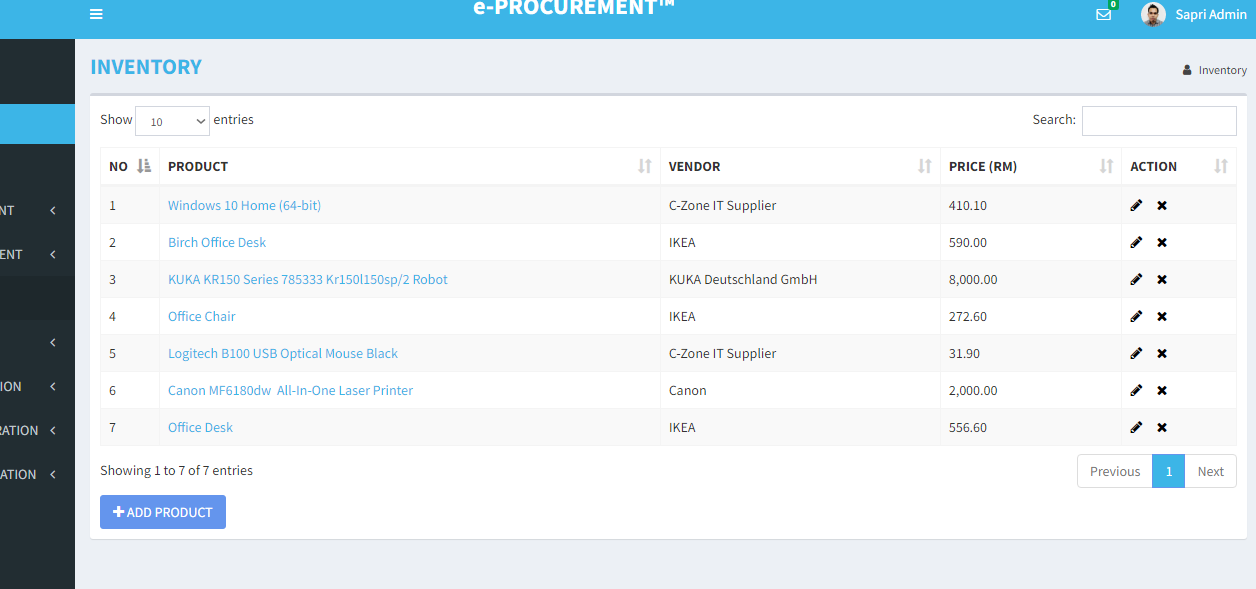 e-PROCUREMENT™
0
Sapri Admin
INVENTORY
Inventory
Show 10 entries
Search:
NO PRODUCT VENDOR PRICE (RM) ACTION
1 Windows 10 Home (64-bit) C-Zone IT Supplier 410.10
NT
2 Birch Office Desk IKEA 590.00
ENT
3 KUKA KR150 Series 785333 Kr150l150sp/2 Robot KUKA Deutschland GmbH 8,000.00
4 Office Chair IKEA 272.60
5 Logitech B100 USB Optical Mouse Black C-Zone IT Supplier 31.90
ION
6 Canon MF6180dw  All-In-One Laser Printer Canon 2,000.00
RATION
7 Office Desk IKEA 556.60
ATION
Showing 1 to 7 of 7 entries
Previous 1 Next
ADD PRODUCT